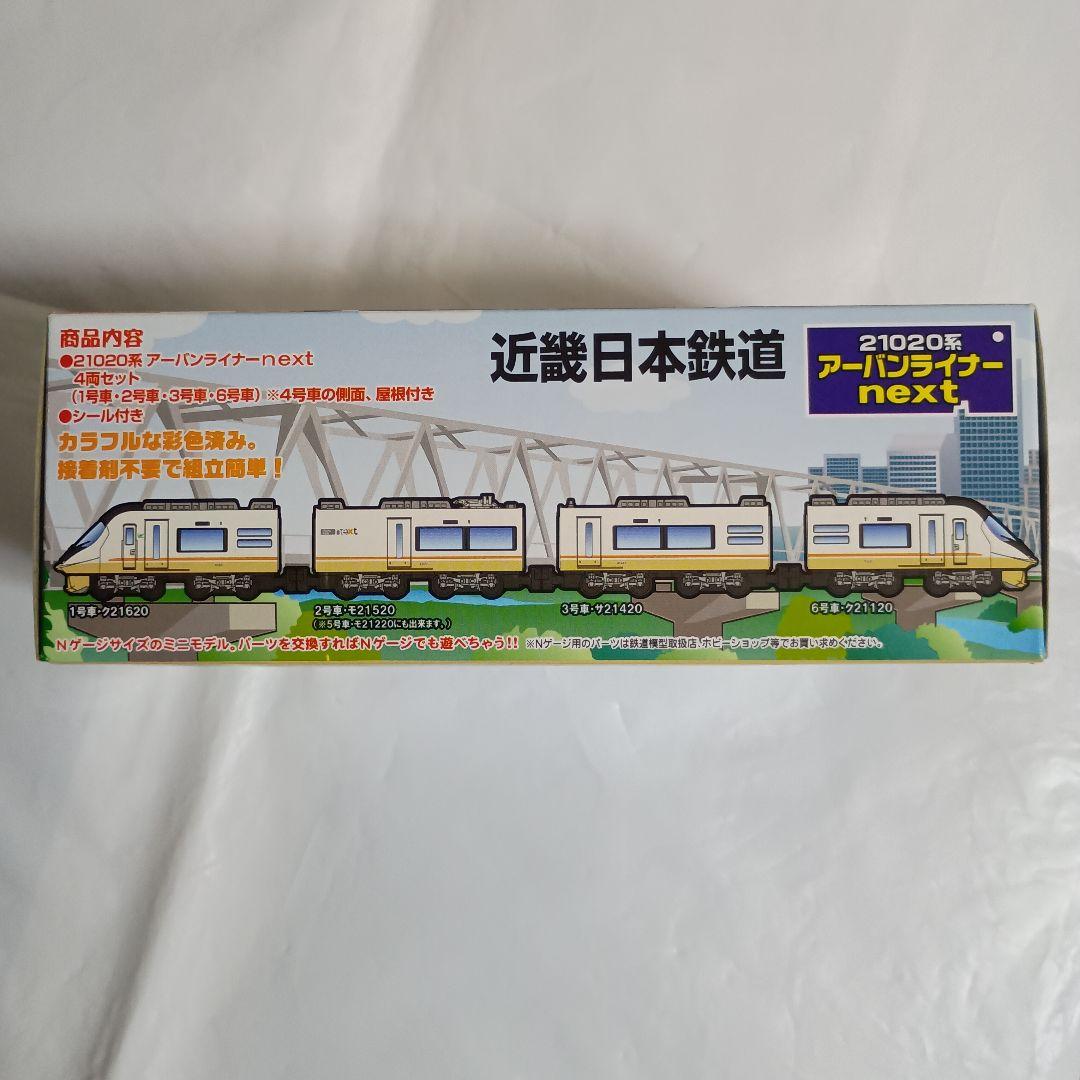 商品内容
●21020系 アーバンライナーnext
4両セット
(1号車・2号車・3号車・6号車) ※4号車の側面、屋根付き
●シール付き
カラフルな彩色済み。
接着剤不要で組立簡単！
近畿日本鉄道
21020系
アーバンライナー
next
next
1号車・ク21620
2号車・モ21520
(※5号車・モ21220にも出来ます。)
3号車・サ21420
6号車・ク21120
Nゲージサイズのミニモデル。パーツを交換すればNゲージでも遊べちゃう!! ※Nゲージ用のパーツは鉄道模型取扱店、ホビーショップ等でお買い求めください。